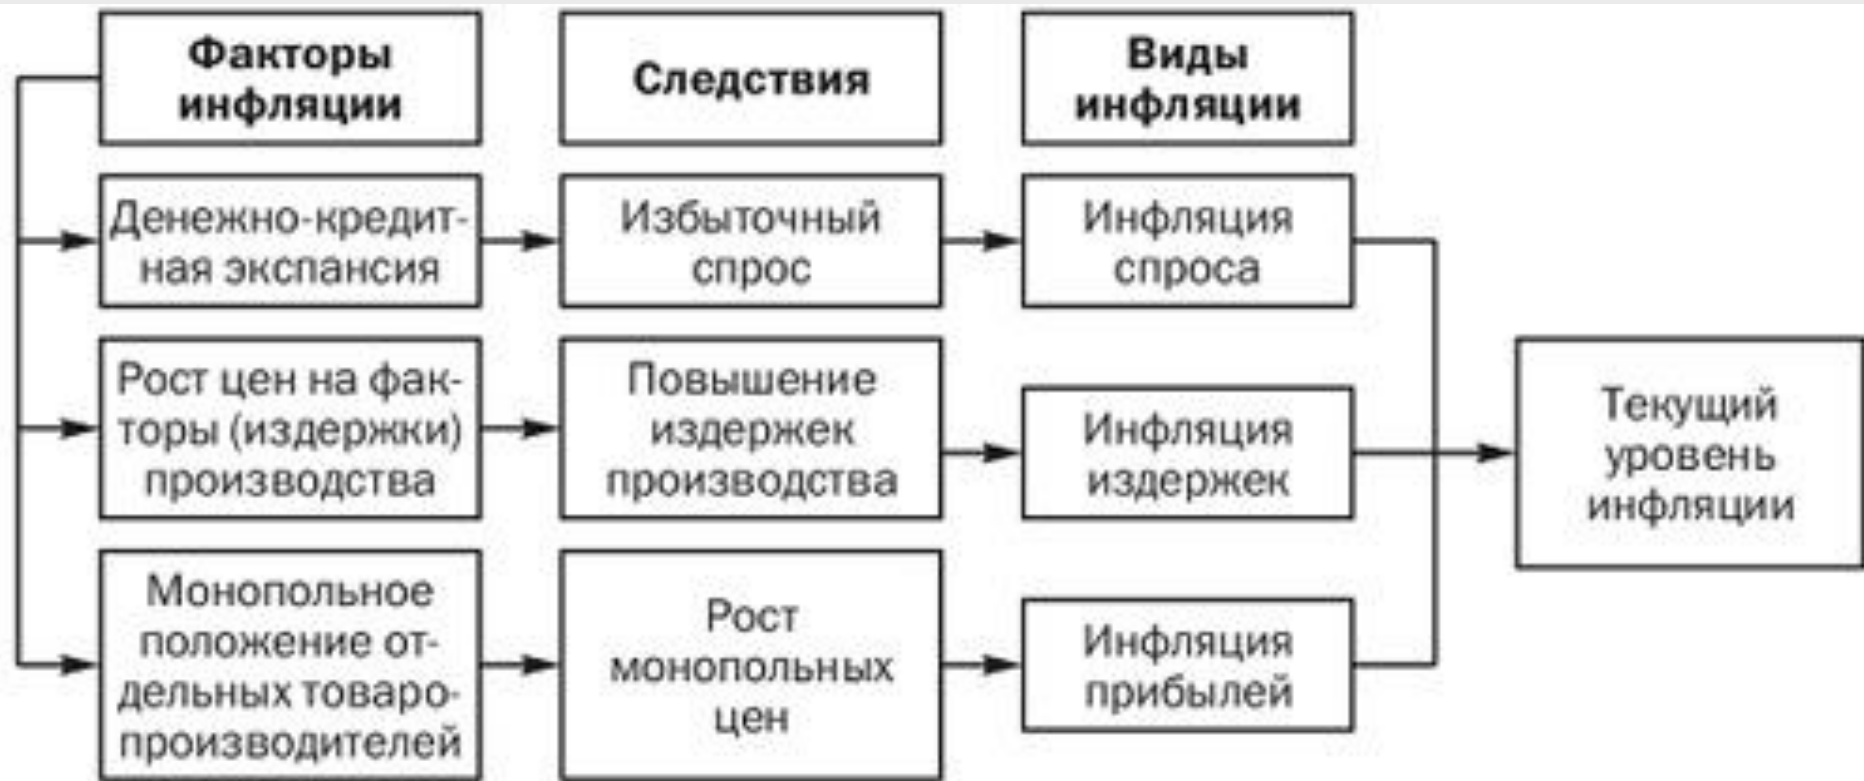 Факторы
инфляции
Следствия
Виды
инфляции
Денежно-кредит-
ная экспансия
Избыточный
спрос
Инфляция
спроса
Рост цен на фак-
торы (издержки)
производства
Повышение
издержек
производства
Инфляция
издержек
Монопольное
положение от-
дельных товаро-
производителей
Рост
монопольных
цен
Инфляция
прибылей
Текущий
уровень
инфляции